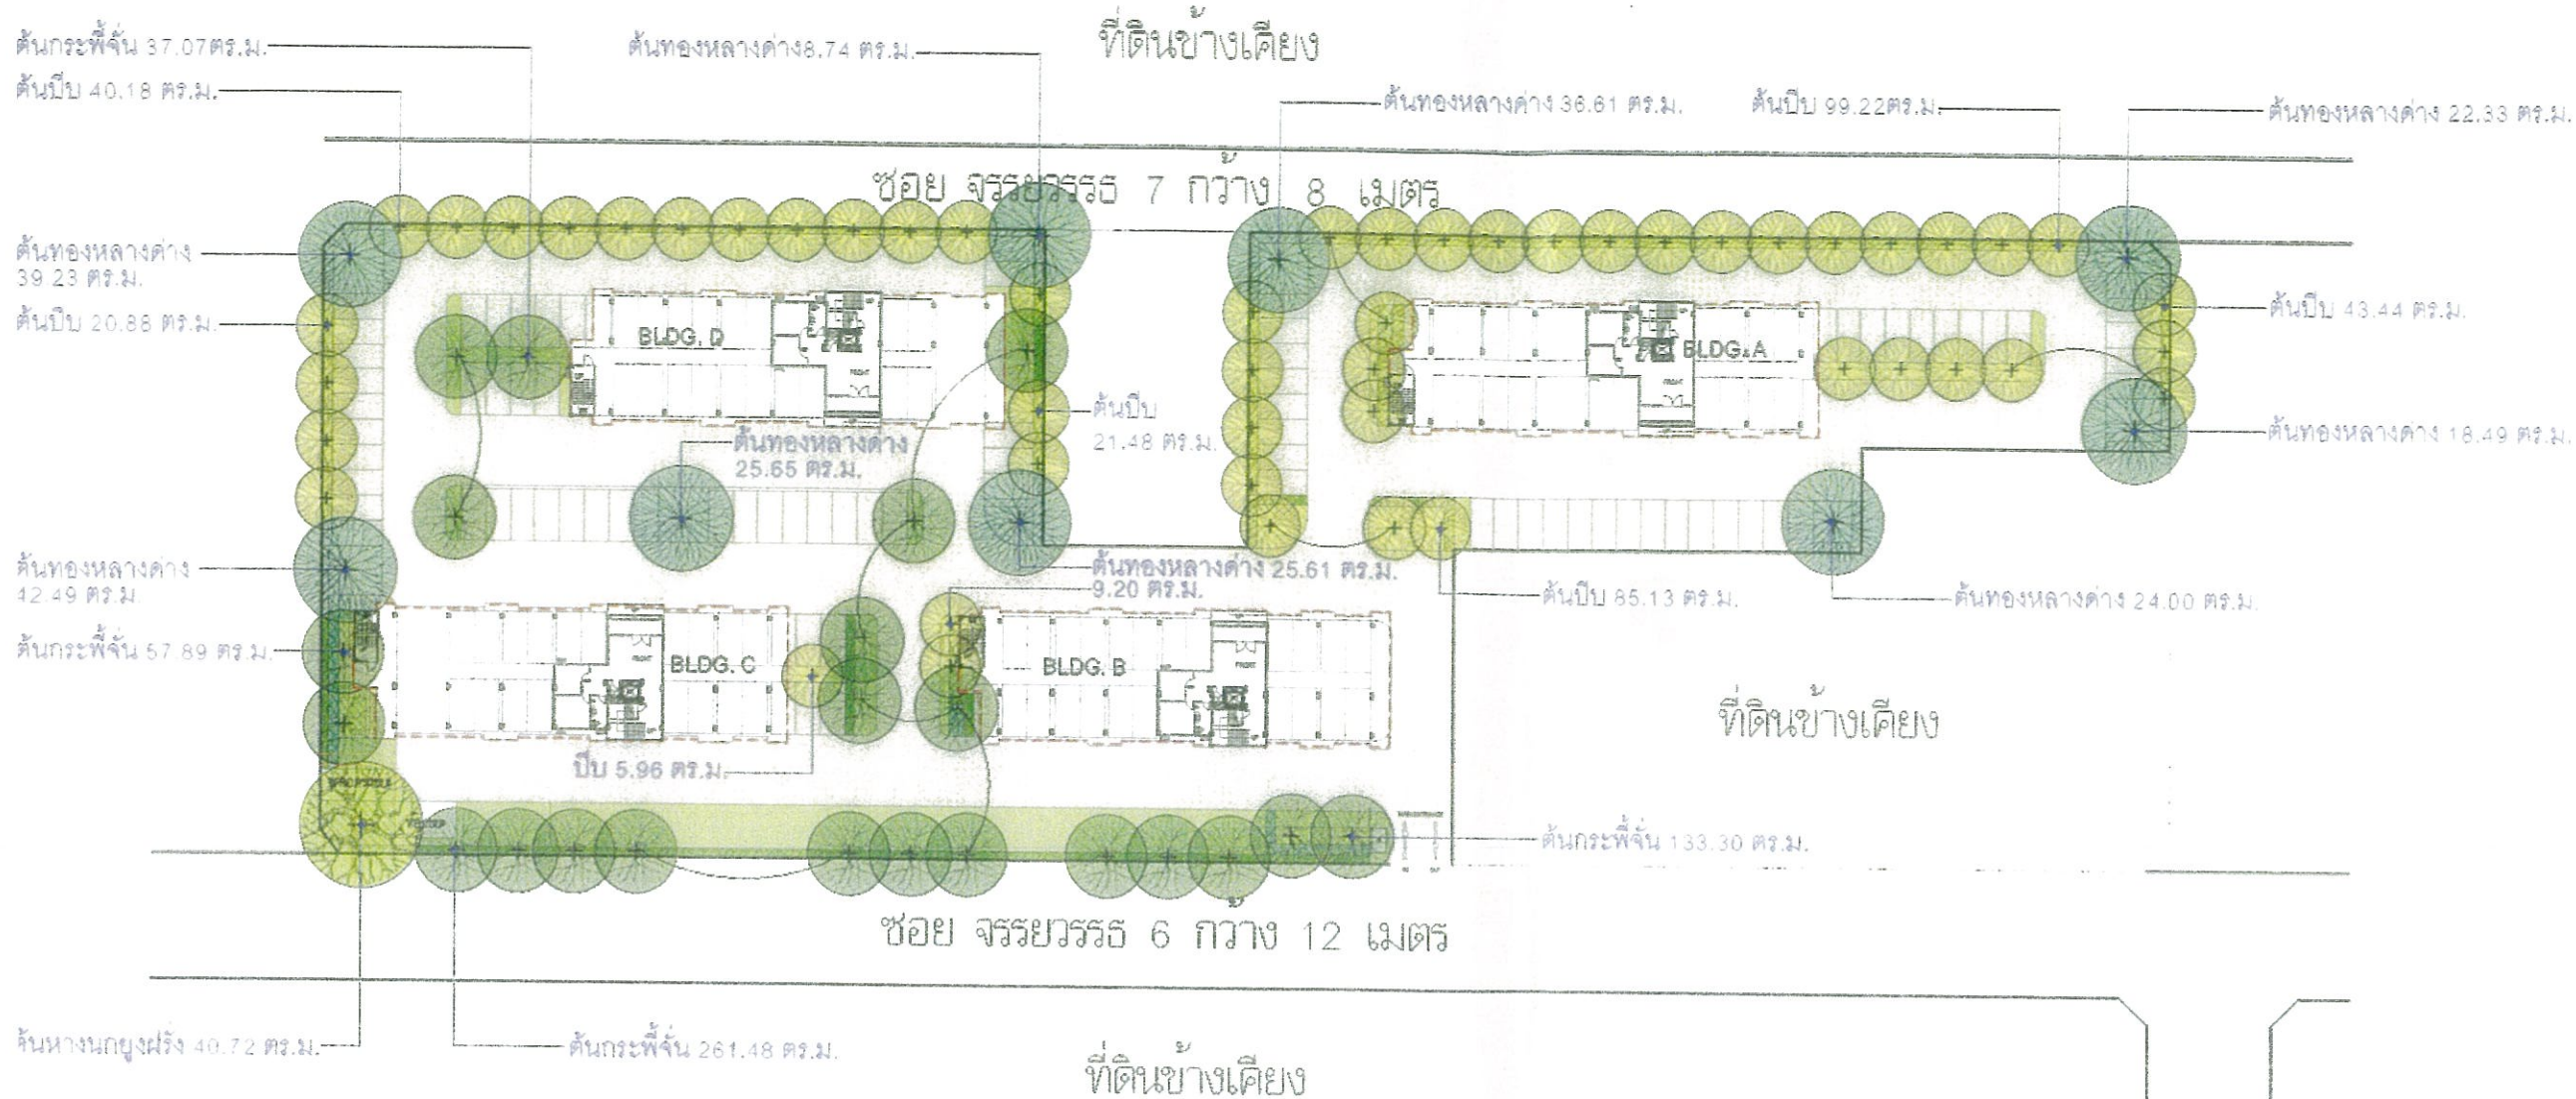 ที่ดินข้างเคียง
ต้นกระพี้จั่น 37.07ตร.ม.
ต้นทองหลางด่าง8.74 ตร.ม.
ต้นปีบ 40.18 ตร.ม.
ต้นทองหลางด่าง 36.61 ตร.ม.
ต้นปีบ 99.22ตร.ม.
ต้นทองหลางด่าง 22.33 ตร.ม.
ซอย จรรยวรรธ 7 กว้าง 8 เมตร
ต้นทองหลางด่าง
39.23 ตร.ม.
ต้นปีบ 20.88 ตร.ม.
BLDG. D
BLDG. A
FRONT
FRONT
ต้นปีบ 43.44 ตร.ม.
ต้นปีบ
21.48 ตร.ม.
ต้นทองหลางด่าง
25.65 ตร.ม.
ต้นทองหลางด่าง 18.49 ตร.ม.
ต้นทองหลางด่าง
42.49 ตร.ม.
ต้นทองหลางด่าง 25.61 ตร.ม.
9.20 ตร.ม.
ต้นปีบ 85.13 ตร.ม.
ต้นทองหลางด่าง 24.00 ตร.ม.
ต้นกระพี้จั่น 57.89 ตร.ม.
BLDG. C
BLDG. B
FRONT
FRONT
ที่ดินข้างเคียง
ปีบ 5.96 ตร.ม.
ต้นกระพี้จั่น 133.30 ตร.ม.
ซอย จรรยวรรธ 6 กว้าง 12 เมตร
ต้นหางนกยูงฝรั่ง 40.72 ตร.ม.
ต้นกระพี้จั่น 261.48 ตร.ม.
ที่ดินข้างเคียง